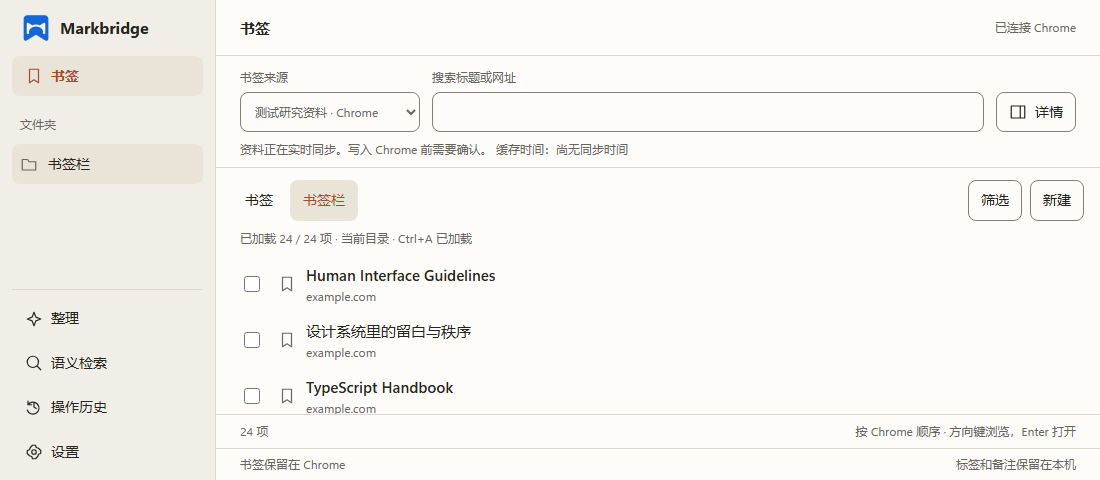 Markbridge
书签
文件夹
书签栏
整理
语义检索
操作历史
设置
书签
已连接 Chrome
书签来源
搜索标题或网址
测试研究资料 · Chrome
详情
资料正在实时同步。写入 Chrome 前需要确认。 缓存时间：尚无同步时间
书签
书签栏
筛选
新建
已加载 24 / 24 项 · 当前目录 · Ctrl+A 已加载
Human Interface Guidelines
example.com
设计系统里的留白与秩序
example.com
TypeScript Handbook
example.com
24 项
按 Chrome 顺序 · 方向键浏览，Enter 打开
书签保留在 Chrome
标签和备注保留在本机